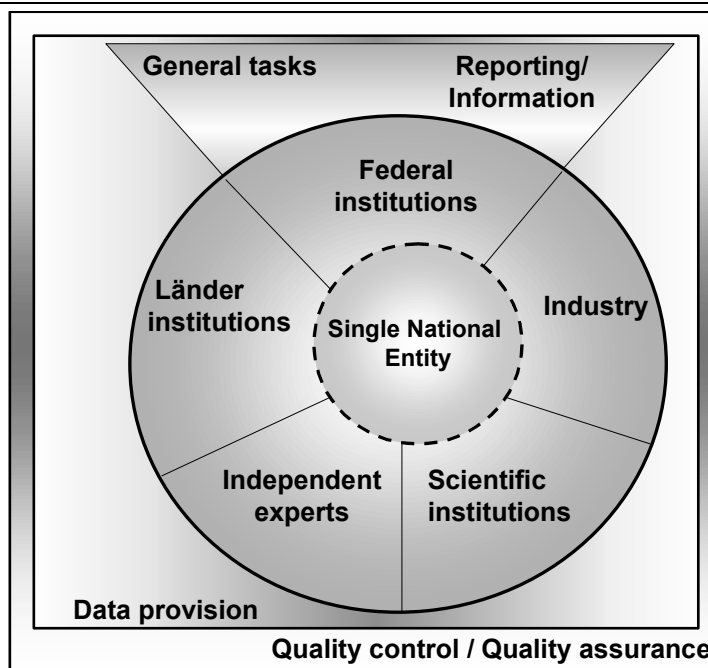 General tasks
Reporting/
Information
Federal
institutions
Länder
institutions
Industry
Single National
Entity
Independent
experts
Scientific
institutions
Data provision
Quality control / Quality assurance